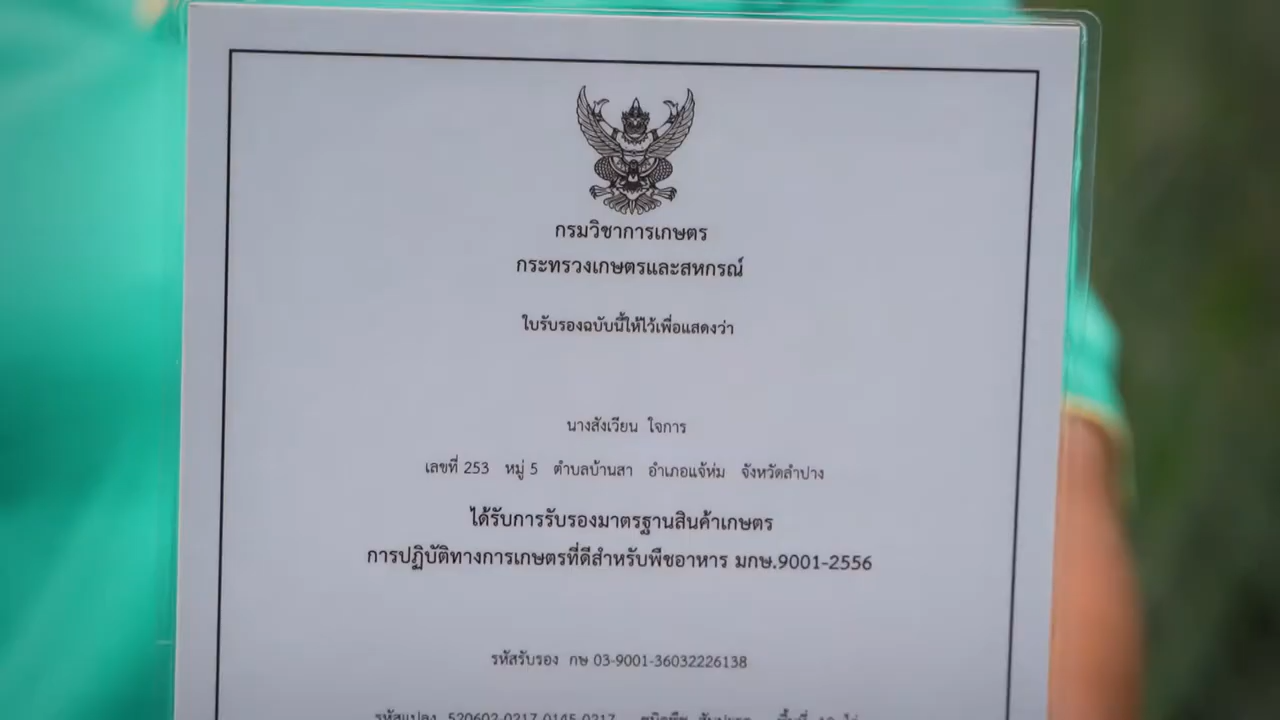 กรมวิชาการเกษตร
กระทรวงเกษตรและสหกรณ์
ใบรับรองฉบับนี้ให้ไว้เพื่อแสดงว่า
นางสังเวียน ใจการ
เลขที่ 253 หมู่ 5 ตำบลบ้านสา อำเภอแจ้ห่ม จังหวัดลำปาง
ได้รับการรับรองมาตรฐานสินค้าเกษตร
การปฏิบัติทางการเกษตรที่ดีสำหรับพืชอาหาร มกษ.9001-2556
รหัสรับรอง กษ 03-9001-36032226138
รหัสแปลง